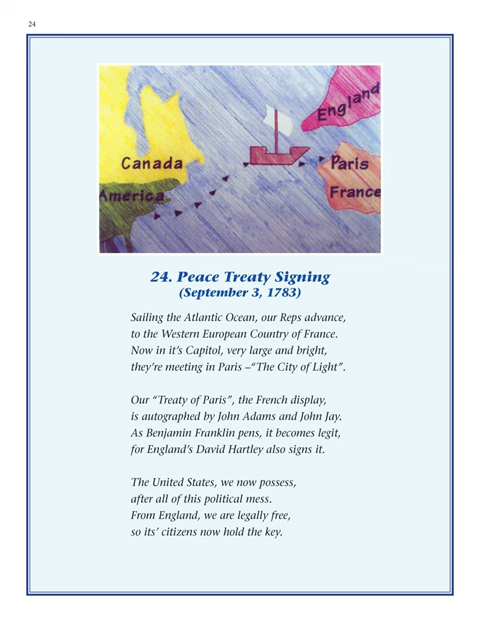 24
England
Canada
Paris
America
France
24. Peace Treaty Signing
(September 3, 1783)
Sailing the Atlantic Ocean, our Reps advance,
to the Western European Country of France.
Now in it's Capitol, very large and bright,
they're meeting in Paris –“The City of Light”.
Our “Treaty of Paris”, the French display,
is autographed by John Adams and John Jay.
As Benjamin Franklin pens, it becomes legit,
for England's David Hartley also signs it.
The United States, we now possess,
after all of this political mess.
From England, we are legally free,
so its' citizens now hold the key.